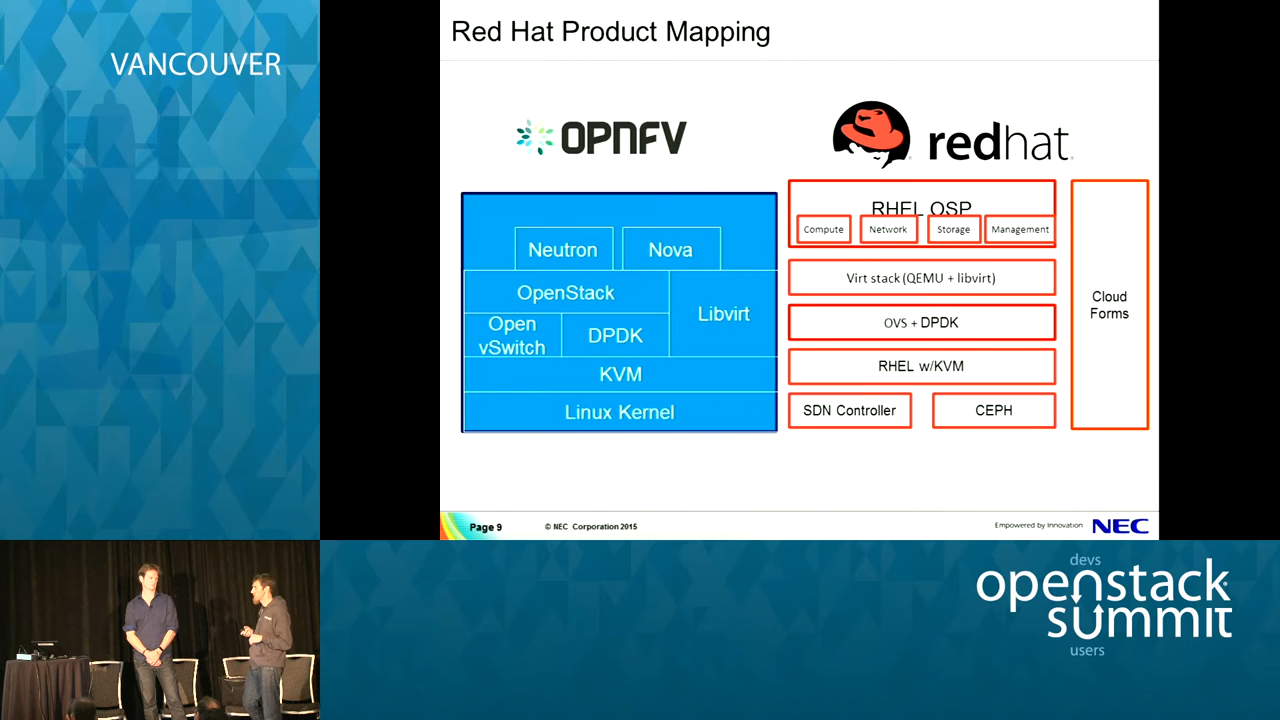 VANCOUVER
Red Hat Product Mapping
OPNFV
redhat.
Neutron
Nova
OpenStack
Libvirt
Open
vSwitch
DPDK
KVM
Linux Kernel
RHEL OSP
Compute
Network
Storage
Management
Virt stack (QEMU + libvirt)
OVS + DPDK
RHEL w/KVM
SDN Controller
CEPH
Cloud
Forms
Page 9
© NEC Corporation 2015
Empowered by Innovation
NEC
devs
openstack
summit
users